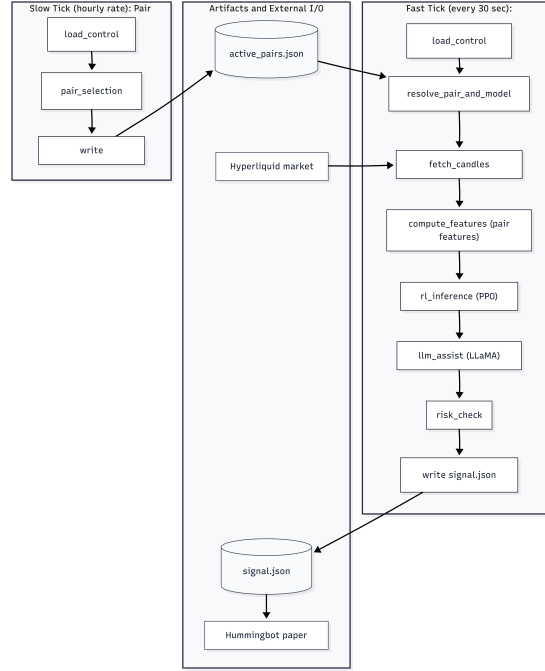 Slow Tick (hourly rate): Pair
load_control
pair_selection
write
Artifacts and External I/O
active_pairs.json
Hyperliquid market
signal.json
Hummingbot paper
Fast Tick (every 30 sec):
load_control
resolve_pair_and_model
fetch_candles
compute_features (pair
features)
rl_inference (PPO)
llm_assist (LLaMA)
risk_check
write signal.json